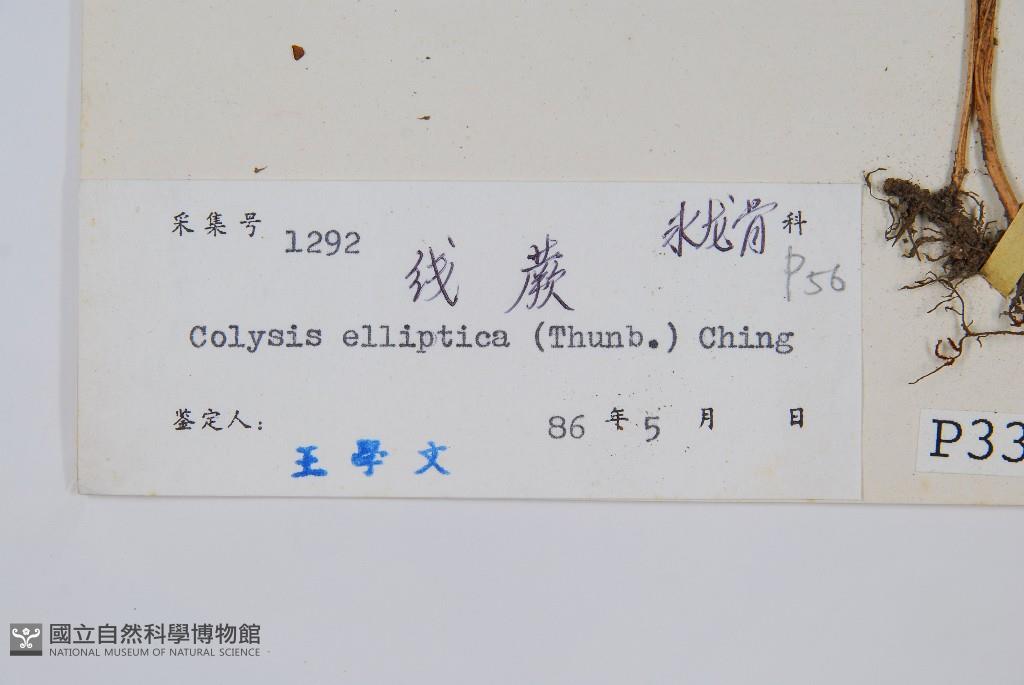 采集号 1292 水龙骨科
P56
线蕨
Colysis elliptica (Thunb.) Ching
鉴定人: 86年5月 日
王學文
P33
國立自然科學博物館
NATIONAL MUSEUM OF NATURAL SCIENCE